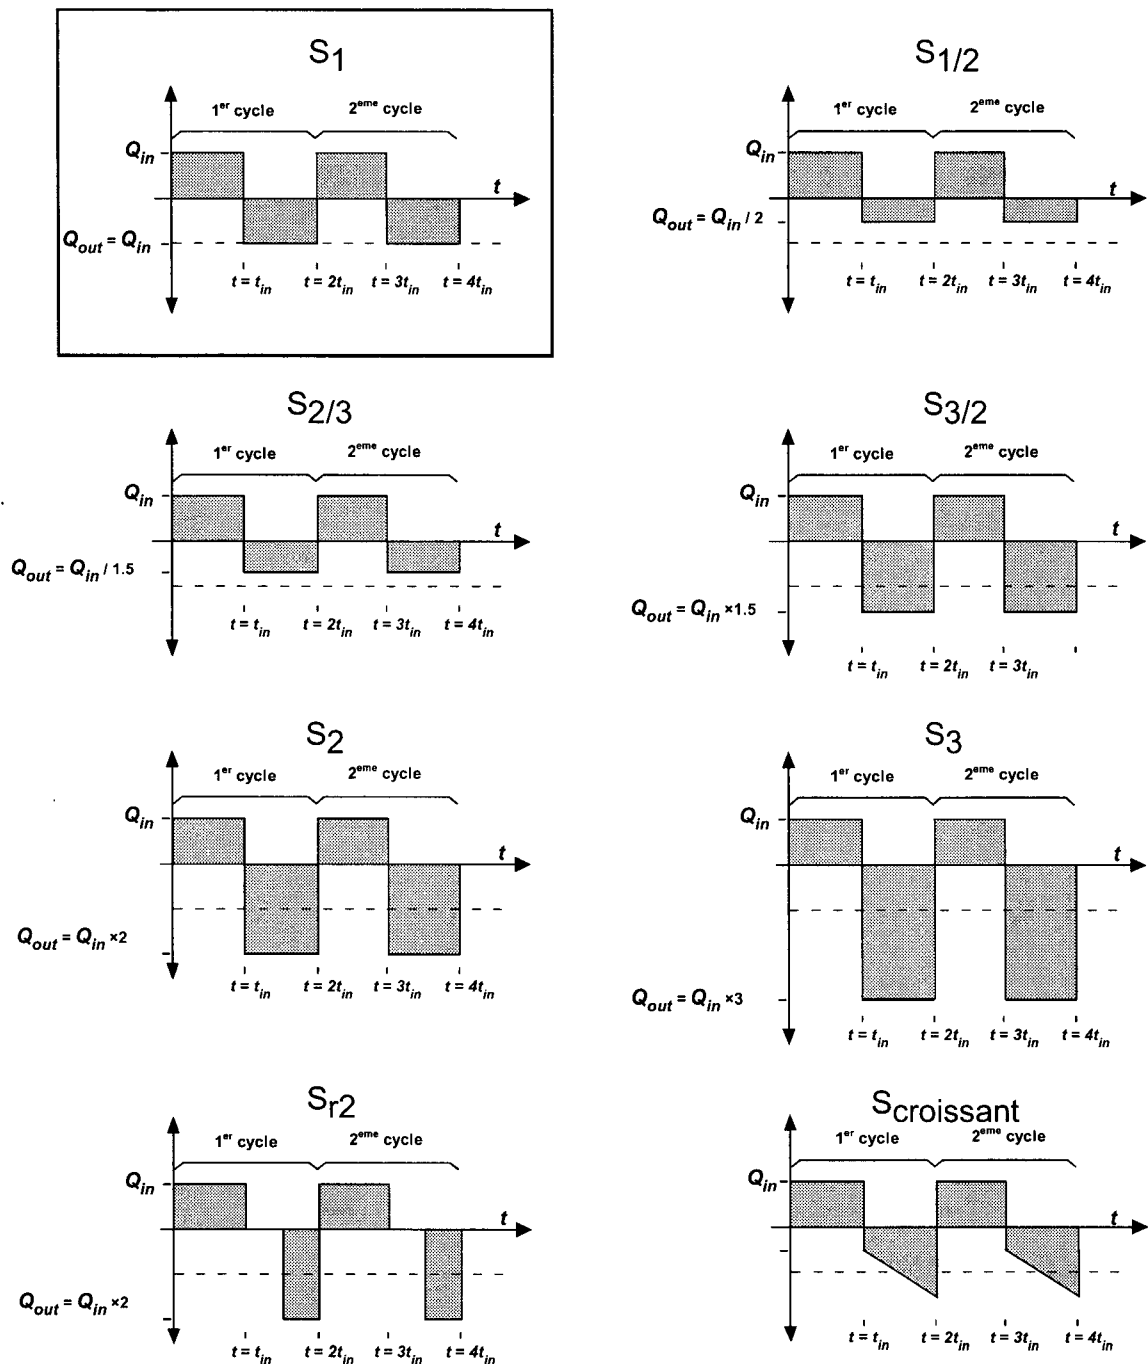 S1
1er cycle 2eme cycle
Qin
t
Qout = Qin
t = tin t = 2tin t = 3tin t = 4tin
S1/2
1er cycle 2eme cycle
Qin
t
Qout = Qin / 2
t = tin t = 2tin t = 3tin t = 4tin
S2/3
1er cycle 2eme cycle
Qin
t
Qout = Qin / 1.5
t = tin t = 2tin t = 3tin t = 4tin
S3/2
1er cycle 2eme cycle
Qin
t
Qout = Qin ×1.5
t = tin t = 2tin t = 3tin
S2
1er cycle 2eme cycle
Qin
t
Qout = Qin ×2
t = tin t = 2tin t = 3tin t = 4tin
S3
1er cycle 2eme cycle
Qin
t
Qout = Qin ×3
t = tin t = 2tin t = 3tin t = 4tin
Sr2
1er cycle 2eme cycle
Qin
t
Qout = Qin ×2
t = tin t = 2tin t = 3tin t = 4tin
Scroissant
1er cycle 2eme cycle
Qin
t
t = tin t = 2tin t = 3tin t = 4tin